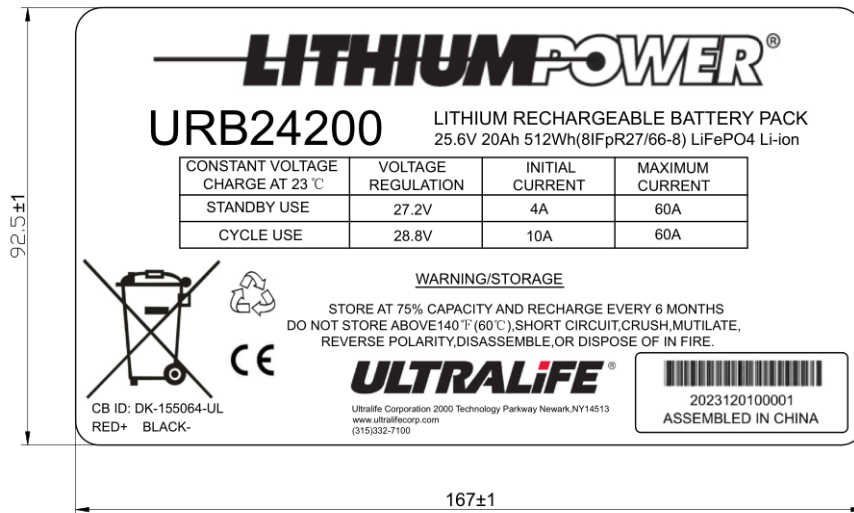 LITHIUMPOWER®
URB24200
LITHIUM RECHARGEABLE BATTERY PACK
25.6V 20Ah 512Wh(8IFpR27/66-8) LiFePO4 Li-ion
CONSTANT VOLTAGE CHARGE AT 23 ℃ VOLTAGE REGULATION INITIAL CURRENT MAXIMUM CURRENT
STANDBY USE 27.2V 4A 60A
CYCLE USE 28.8V 10A 60A
WARNING/STORAGE
STORE AT 75% CAPACITY AND RECHARGE EVERY 6 MONTHS
DO NOT STORE ABOVE140℉(60℃),SHORT CIRCUIT,CRUSH,MUTILATE,
REVERSE POLARITY,DISASSEMBLE,OR DISPOSE OF IN FIRE.
CE
ULTRALiFE®
Ultralife Corporation 2000 Technology Parkway Newark,NY14513
www.ultralifecorp.com
(315)332-7100
CB ID: DK-155064-UL
RED+ BLACK-
2023120100001
ASSEMBLED IN CHINA
92.5±1
167±1